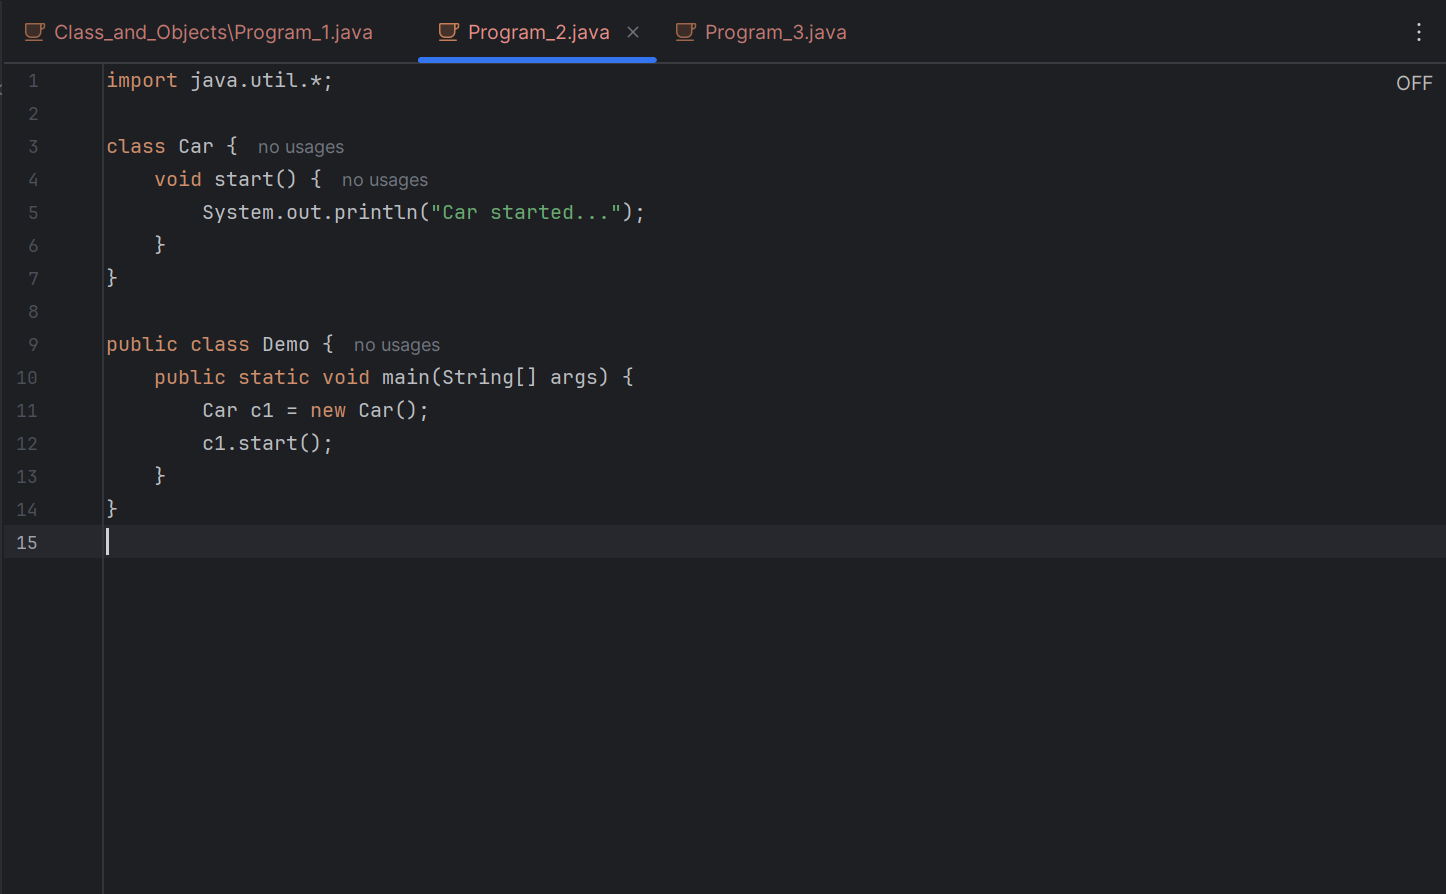 Class_and_Objects\Program_1.java Program_2.java Program_3.java
OFF
1 import java.util.*;
2
3 class Car { no usages
4     void start() { no usages
5         System.out.println("Car started...");
6     }
7 }
8
9 public class Demo { no usages
10     public static void main(String[] args) {
11         Car c1 = new Car();
12         c1.start();
13     }
14 }
15